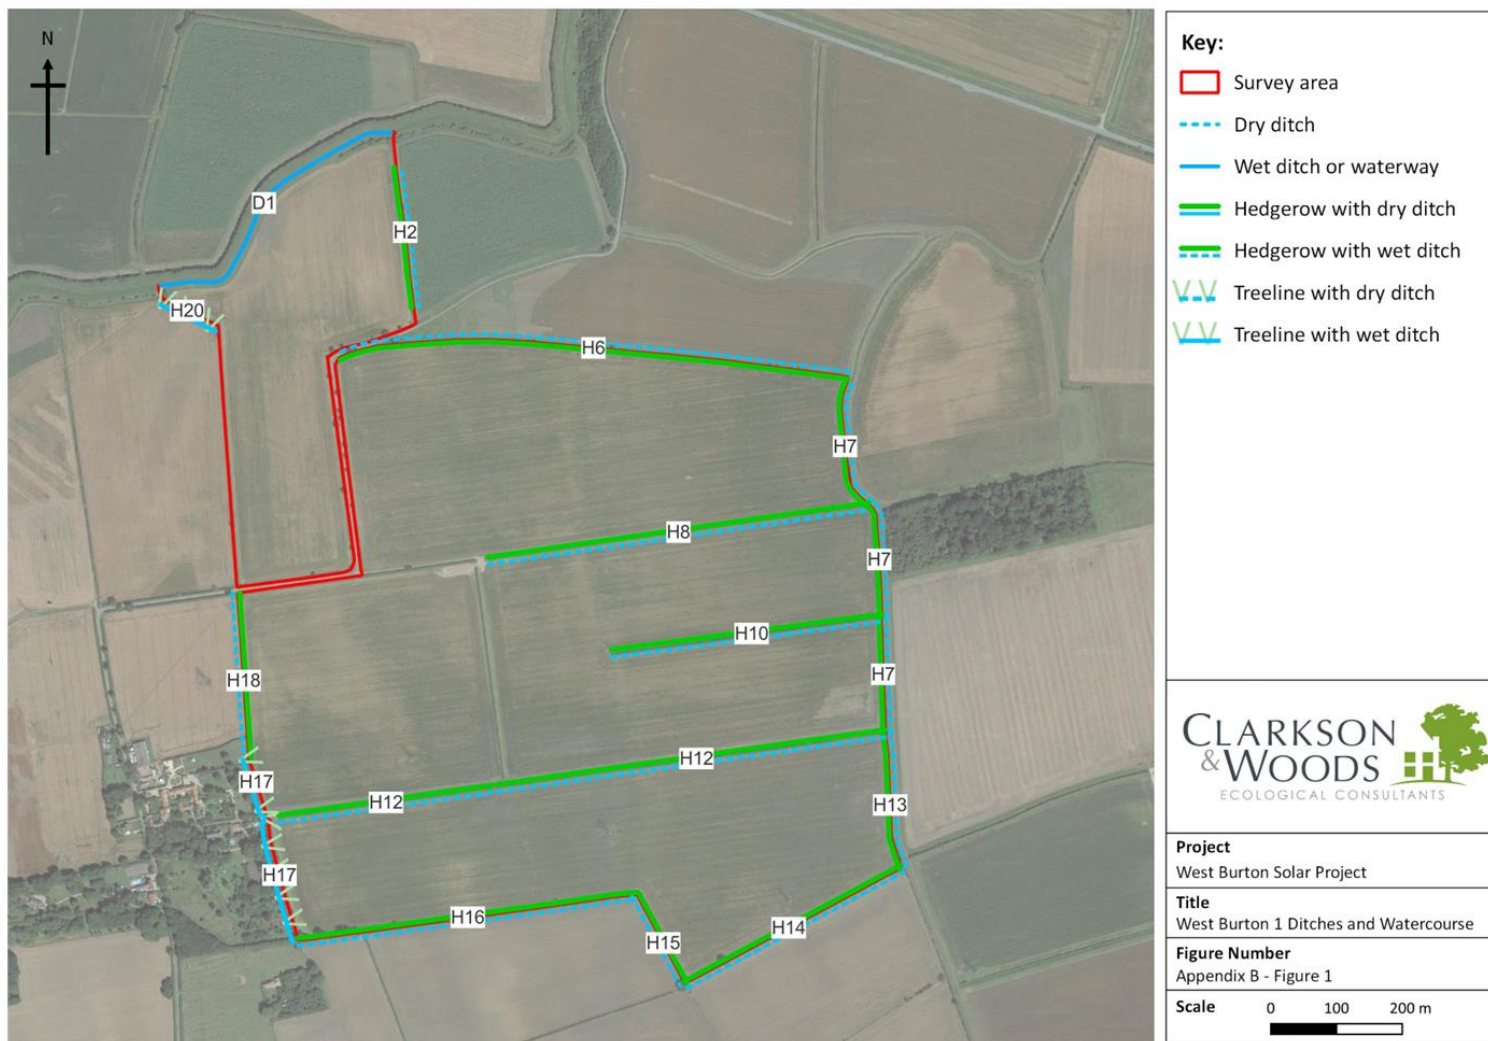 N
D1
H2
H20
H6
H7
H8
H7
H10
H18
H7
H12
H17
H12
H13
H17
H16
H14
H15
Key:
Survey area
Dry ditch
Wet ditch or waterway
Hedgerow with dry ditch
Hedgerow with wet ditch
Treeline with dry ditch
Treeline with wet ditch
CLARKSON
&WOODS
ECOLOGICAL CONSULTANTS
Project
West Burton Solar Project
Title
West Burton 1 Ditches and Watercourse
Figure Number
Appendix B - Figure 1
Scale 0 100 200 m